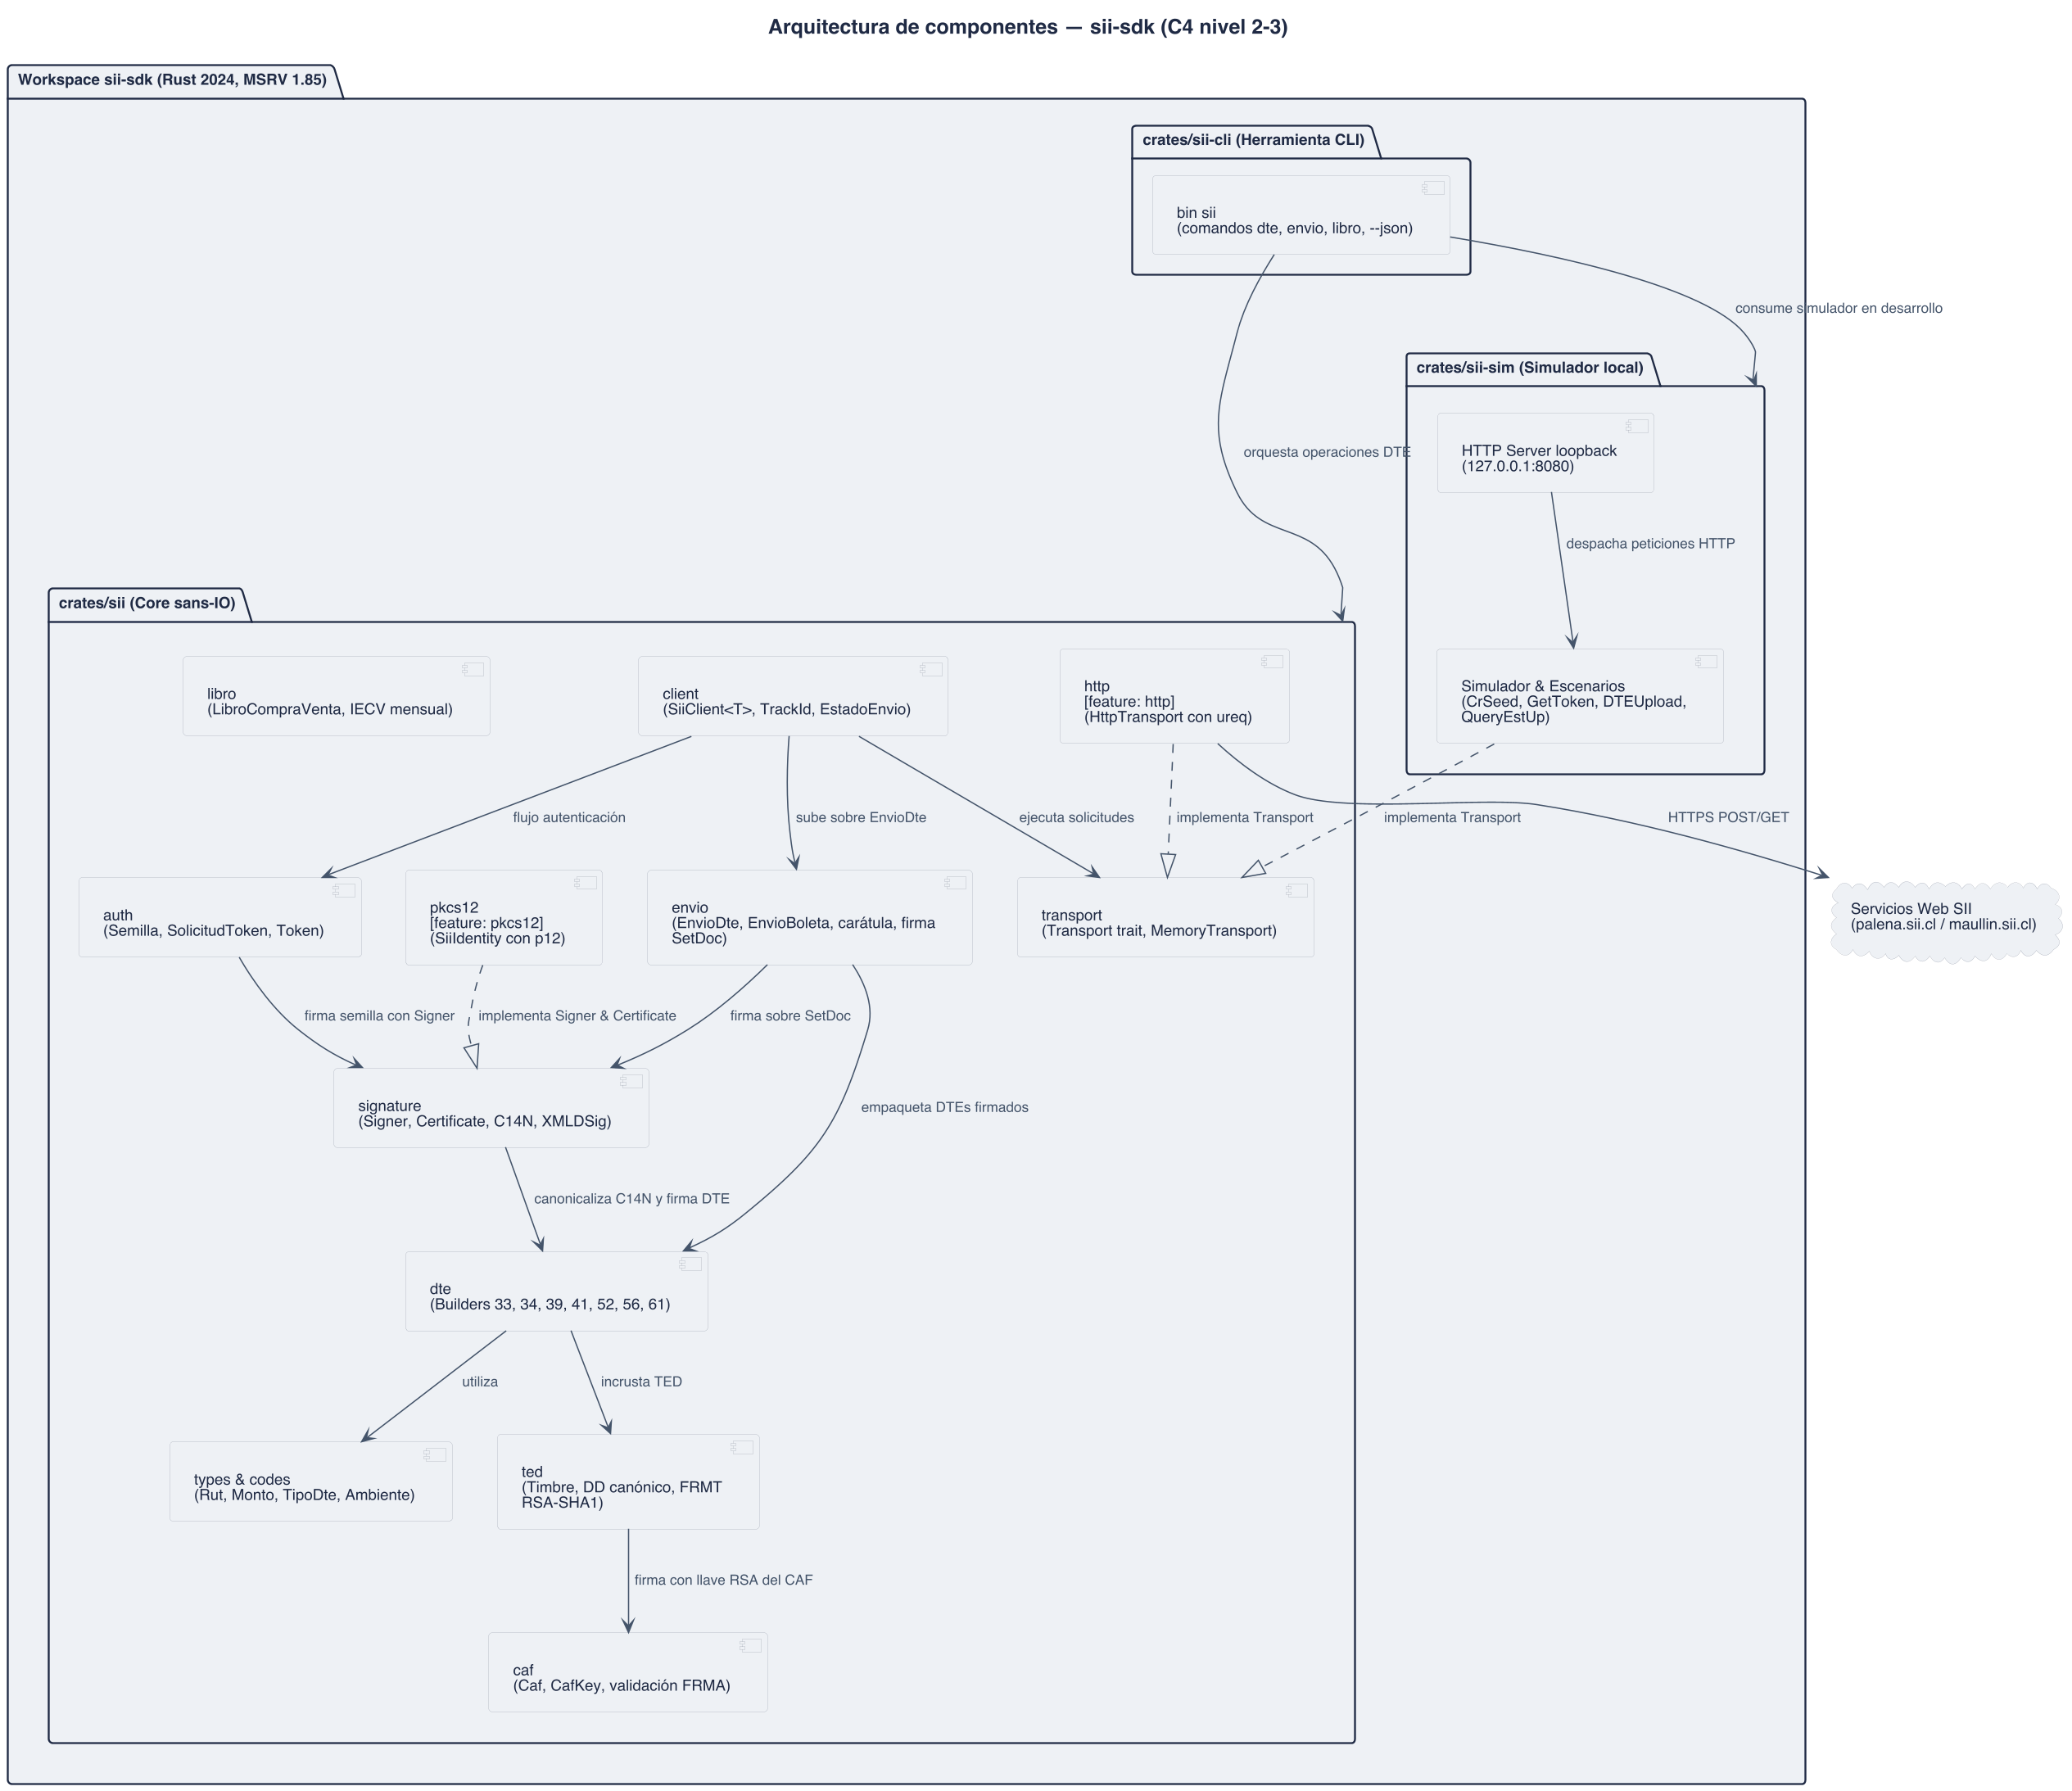 Arquitectura de componentes — sii-sdk (C4 nivel 2-3)
Workspace sii-sdk (Rust 2024, MSRV 1.85)
crates/sii-cli (Herramienta CLI)
bin sii
(comandos dte, envio, libro, --json)
consume simulador en desarrollo
crates/sii-sim (Simulador local)
HTTP Server loopback
(127.0.0.1:8080)
orquesta operaciones DTE
despacha peticiones HTTP
crates/sii (Core sans-IO)
libro
(LibroCompraVenta, IECV mensual)
client
(SiiClient<T>, TrackId, EstadoEnvio)
http
[feature: http]
(HttpTransport con ureq)
Simulador & Escenarios
(CrSeed, GetToken, DTEUpload,
QueryEstUp)
flujo autenticación
sube sobre EnvioDte
ejecuta solicitudes
implementa Transport
implementa Transport
HTTPS POST/GET
auth
(Semilla, SolicitudToken, Token)
pkcs12
[feature: pkcs12]
(SiiIdentity con p12)
envio
(EnvioDte, EnvioBoleta, carátula, firma
SetDoc)
transport
(Transport trait, MemoryTransport)
Servicios Web SII
(palena.sii.cl / maullin.sii.cl)
firma semilla con Signer
implementa Signer & Certificate
firma sobre SetDoc
signature
(Signer, Certificate, C14N, XMLDSig)
empaqueta DTEs firmados
canonicaliza C14N y firma DTE
dte
(Builders 33, 34, 39, 41, 52, 56, 61)
utiliza
incrusta TED
types & codes
(Rut, Monto, TipoDte, Ambiente)
ted
(Timbre, DD canónico, FRMT
RSA-SHA1)
firma con llave RSA del CAF
caf
(Caf, CafKey, validación FRMA)